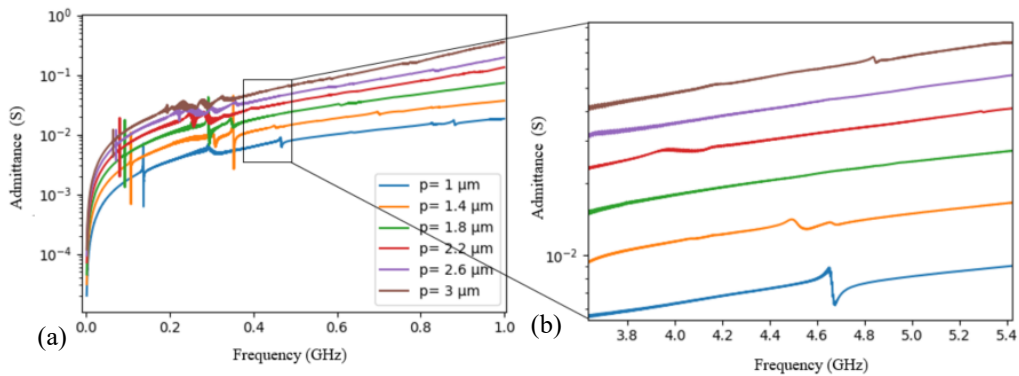 10⁰
10⁻¹
10⁻²
10⁻³
10⁻⁴
Admittance (S)
p= 1 μm
p= 1.4 μm
p= 1.8 μm
p= 2.2 μm
p= 2.6 μm
p= 3 μm
0.0 0.2 0.4 0.6 0.8 1.0
(a)
Frequency (GHz)
Admittance (S)
10⁻²
3.8 4.0 4.2 4.4 4.6 4.8 5.0 5.2 5.4
(b)
Frequency (GHz)